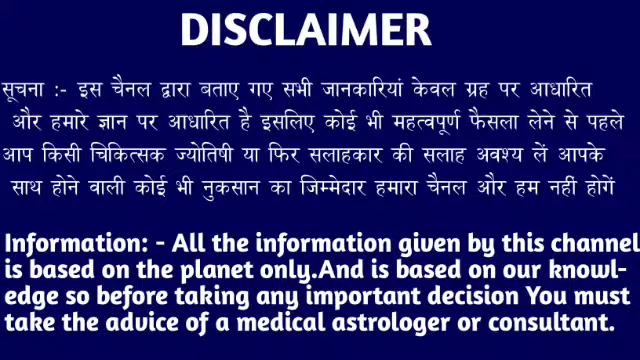 DISCLAIMER
सूचना :- इस चैनल द्वारा बताए गए सभी जानकारियां केवल ग्रह पर आधारित
और हमारे ज्ञान पर आधारित है इसलिए कोई भी महत्वपूर्ण फैसला लेने से पहले
आप किसी चिकित्सक ज्योतिषी या फिर सलाहकार की सलाह अवश्य लें आपके
साथ होने वाली कोई भी नुकसान का जिम्मेदार हमारा चैनल और हम नहीं होगें
Information: - All the information given by this channel
is based on the planet only.And is based on our knowl-
edge so before taking any important decision You must
take the advice of a medical astrologer or consultant.